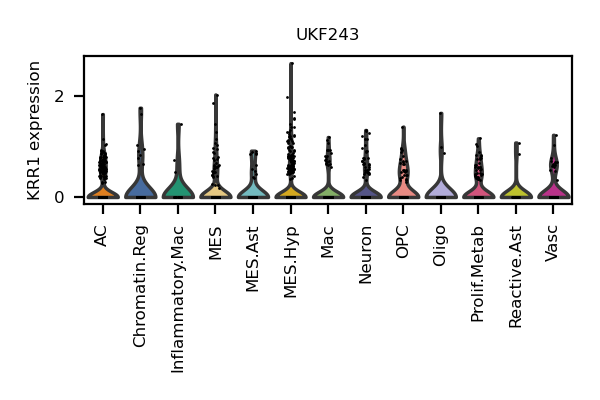 UKF243
KRR1 expression
2
0
AC
Chromatin.Reg
Inflammatory.Mac
MES
MES.Ast
MES.Hyp
Mac
Neuron
OPC
Oligo
Prolif.Metab
Reactive.Ast
Vasc